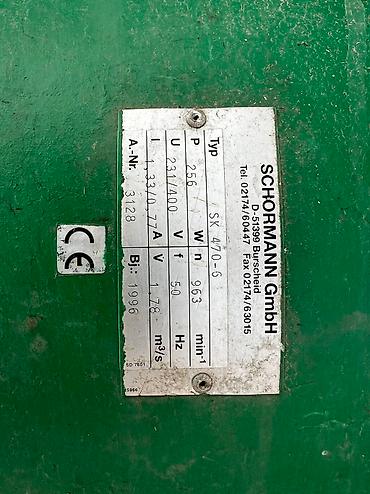 SCHORMANN GmbH
D-51399 Burscheid
Tel. 02174/60447 Fax 02174/63015
Typ SK 470-6
P 256 W n 963 min-1
U 231/400 V f 50 Hz
I 1,33/0,77 A V 1,78 m³/s
A.-Nr. 3128 Bj.: 1996
CE